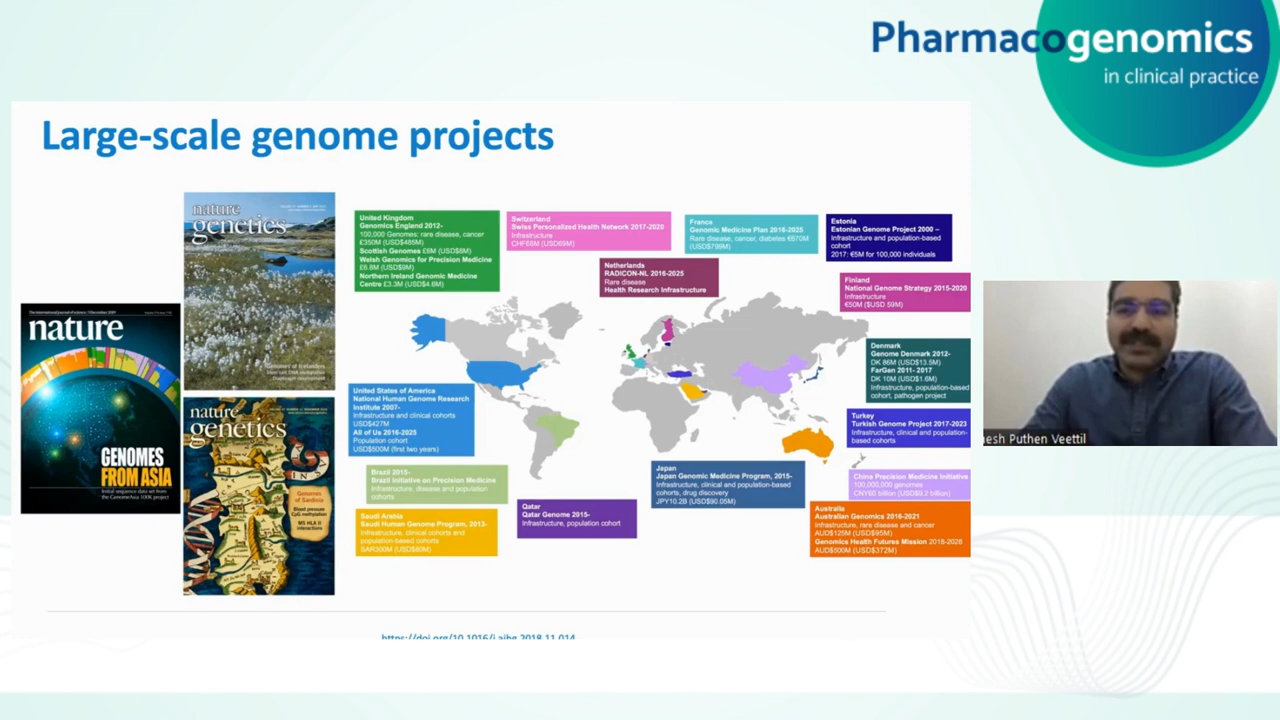 Pharmacogenomics
in clinical practice
Large-scale genome projects
nature
genetics
Genomes of Icelanders
nature
GENOMES
FROM ASIA
Initial sequence data set from
the GenomeAsia 100K project
nature
genetics
Genomes
of Sardinia
Blood pressure
CpG methylation
MS HLA II
interactions
United Kingdom
Genomics England 2012-
100,000 Genomes: rare disease, cancer
£350M (USD$485M)
Scottish Genomes £6M (USD$8M)
Welsh Genomics for Precision Medicine
£6.8M (USD$9M)
Northern Ireland Genomic Medicine
Centre £3.3M (USD$4.6M)
Switzerland
Swiss Personalized Health Network 2017-2020
Infrastructure
CHF69M (USD69M)
France
Genomic Medicine Plan 2016-2025
Rare disease, cancer, diabetes €670M
(USD$799M)
Estonia
Estonian Genome Project 2000 –
Infrastructure and population-based
cohort
2017: €5M for 100,000 individuals
Netherlands
RADICON-NL 2016-2025
Rare disease
Health Research Infrastructure
Finland
National Genome Strategy 2015-2020
Infrastructure
€50M ($USD 59M)
Denmark
Genome Denmark 2012-
DK 86M (USD$13.5M)
FarGen 2011- 2017
DK 10M (USD$1.6M)
Infrastructure, population-based
cohort, pathogen project
United States of America
National Human Genome Research
Institute 2007-
Infrastructure and clinical cohorts
USD$427M
All of Us 2016-2025
Population cohort
USD$500M (first two years)
Turkey
Turkish Genome Project 2017-2023
Infrastructure, clinical and population-
based cohorts
Brazil 2015-
Brazil Initiative on Precision Medicine
Infrastructure, disease and population
cohorts
Japan
Japan Genomic Medicine Program, 2015-
Infrastructure, clinical and population-based
cohorts, drug discovery
JPY10.2B (USD$90.05M)
China Precision Medicine Initiative
100,000,000 genomes
CNY60 billion (USD$9.2 billion)
Qatar
Qatar Genome 2015-
Infrastructure, population cohort
Saudi Arabia
Saudi Human Genome Program, 2013-
Infrastructure, clinical cohorts and
population-based cohorts
SAR300M (USD$80M)
Australia
Australian Genomics 2016-2021
Infrastructure, rare disease and cancer
AUD$125M (USD$95M)
Genomics Health Futures Mission 2018-2028
AUD$500M (USD$372M)
https://doi.org/10.1016/j.ajhg.2018.11.014
esh Puthen Veettil